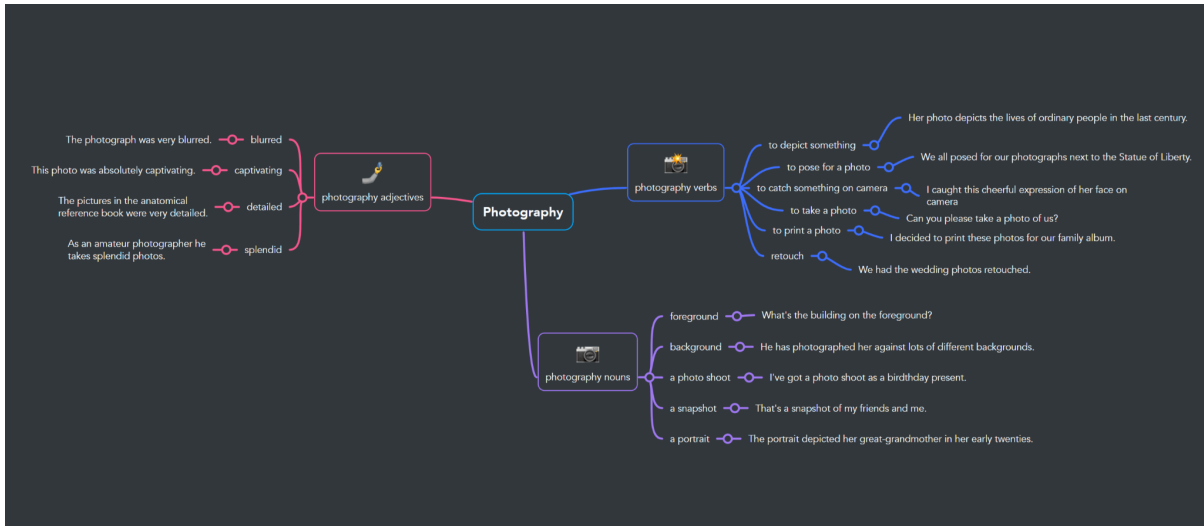 Photography
photography adjectives
blurred
The photograph was very blurred.
captivating
This photo was absolutely captivating.
detailed
The pictures in the anatomical
reference book were very detailed.
splendid
As an amateur photographer he
takes splendid photos.
photography verbs
to depict something
Her photo depicts the lives of ordinary people in the last century.
to pose for a photo
We all posed for our photographs next to the Statue of Liberty.
to catch something on camera
I caught this cheerful expression of her face on
camera
to take a photo
Can you please take a photo of us?
to print a photo
I decided to print these photos for our family album.
retouch
We had the wedding photos retouched.
photography nouns
foreground
What's the building on the foreground?
background
He has photographed her against lots of different backgrounds.
a photo shoot
I've got a photo shoot as a birdthday present.
a snapshot
That's a snapshot of my friends and me.
a portrait
The portrait depicted her great-grandmother in her early twenties.